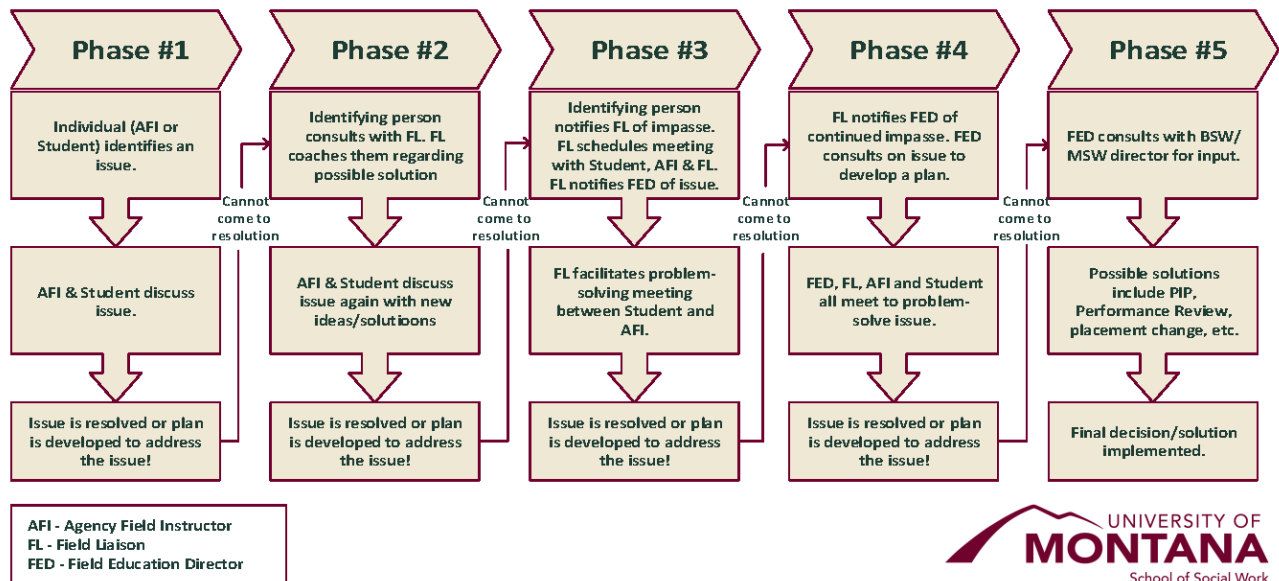 Phase #1
Individual (AFI or
Student) identifies an
issue.
AFI & Student discuss
issue.
Issue is resolved or plan
is developed to address
the issue!
Cannot
come to
resolution
Phase #2
Identifying person
consults with FL. FL
coaches them regarding
possible solution
AFI & Student discuss
issue again with new
ideas/solutioons
Issue is resolved or plan
is developed to address
the issue!
Cannot
come to
resolution
Phase #3
Identifying person
notifies FL of impasse.
FL schedules meeting
with Student, AFI & FL.
FL notifies FED of issue.
FL facilitates problem-
solving meeting
between Student and
AFI.
Issue is resolved or plan
is developed to address
the issue!
Cannot
come to
resolution
Phase #4
FL notifies FED of
continued impasse. FED
consults on issue to
develop a plan.
FED, FL, AFI and Student
all meet to problem-
solve issue.
Issue is resolved or plan
is developed to address
the issue!
Cannot
come to
resolution
Phase #5
FED consults with BSW/
MSW director for input.
Possible solutions
include PIP,
Performance Review,
placement change, etc.
Final decision/solution
implemented.
AFI - Agency Field Instructor
FL - Field Liaison
FED - Field Education Director
UNIVERSITY OF
MONTANA
School of Social Work